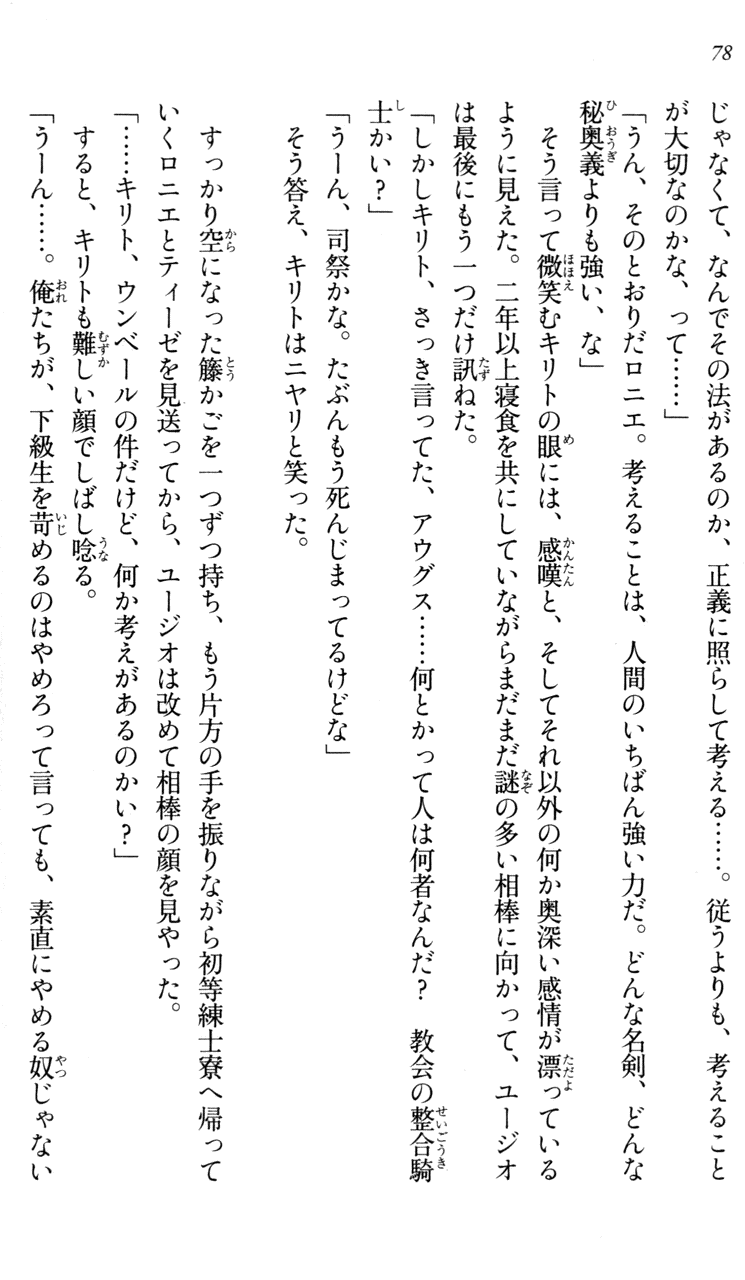 78
じゃなくて、なんでその法があるのか、正義に照らして考える……。従うよりも、考えること
が大切なのかな、って……」
「うん、そのとおりだロニエ。考えることは、人間のいちばん強い力だ。どんな名剣、どんな
秘奥義よりも強い、な」
　そう言って微笑むキリトの眼には、感嘆と、そしてそれ以外の何か奥深い感情が漂っている
ように見えた。二年以上寝食を共にしていながらまだまだ謎の多い相棒に向かって、ユージオ
は最後にもう一つだけ訊ねた。
「しかしキリト、さっき言ってた、アウグス……何とかって人は何者なんだ？　教会の整合騎
士かい？」
「うーん、司祭かな。たぶんもう死んじまってるけどな」
　そう答え、キリトはニヤリと笑った。
　すっかり空になった籐かごを一つずつ持ち、もう片方の手を振りながら初等練士寮へ帰って
いくロニエとティーゼを見送ってから、ユージオは改めて相棒の顔を見やった。
「……キリト、ウンベールの件だけど、何か考えがあるのかい？」
　すると、キリトも難しい顔でしばし唸る。
「うーん……。俺たちが、下級生を苛めるのはやめろって言っても、素直にやめる奴じゃない